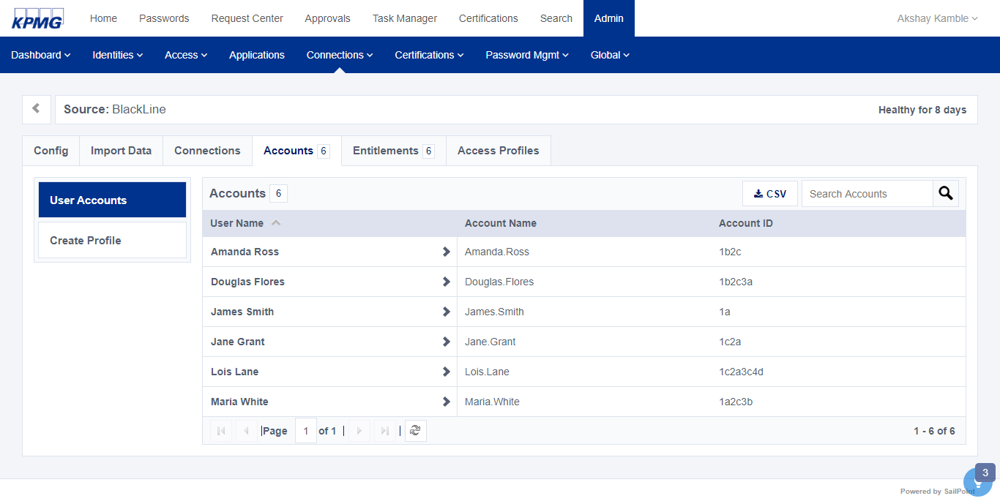 KPMG Home Passwords Request Center Approvals Task Manager Certifications Search Admin Akshay Kamble
Dashboard Identities Access Applications Connections Certifications Password Mgmt Global
Source: BlackLine Healthy for 8 days
Config Import Data Connections Accounts 6 Entitlements 6 Access Profiles
User Accounts
Create Profile
Accounts 6 CSV Search Accounts
User Name Account Name Account ID
Amanda Ross Amanda.Ross 1b2c
Douglas Flores Douglas.Flores 1b2c3a
James Smith James.Smith 1a
Jane Grant Jane.Grant 1c2a
Lois Lane Lois.Lane 1c2a3c4d
Maria White Maria.White 1a2c3b
|Page 1 of 1 | | 1 - 6 of 6
3
Powered by SailPoint